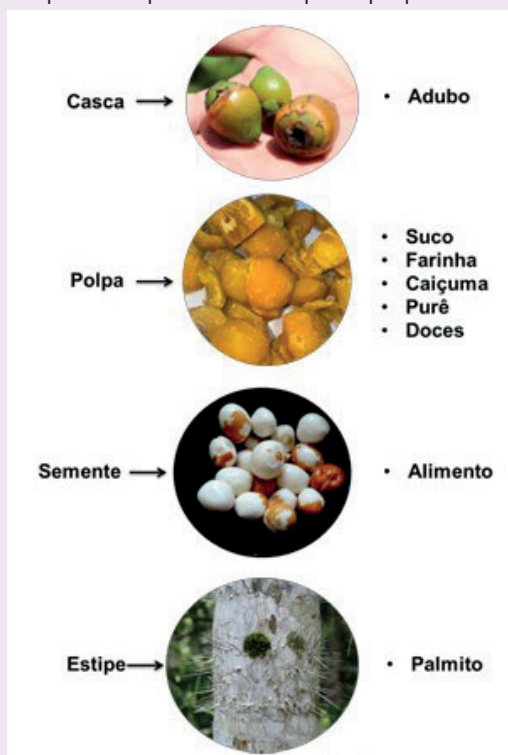 Casca
• Adubo
Polpa
• Suco
• Farinha
• Caiçuma
• Purê
• Doces
Semente
• Alimento
Estipe
• Palmito